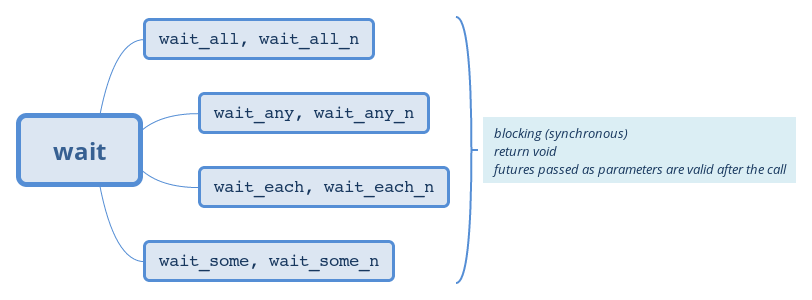 wait
wait_all, wait_all_n
wait_any, wait_any_n
wait_each, wait_each_n
wait_some, wait_some_n
blocking (synchronous)
return void
futures passed as parameters are valid after the call